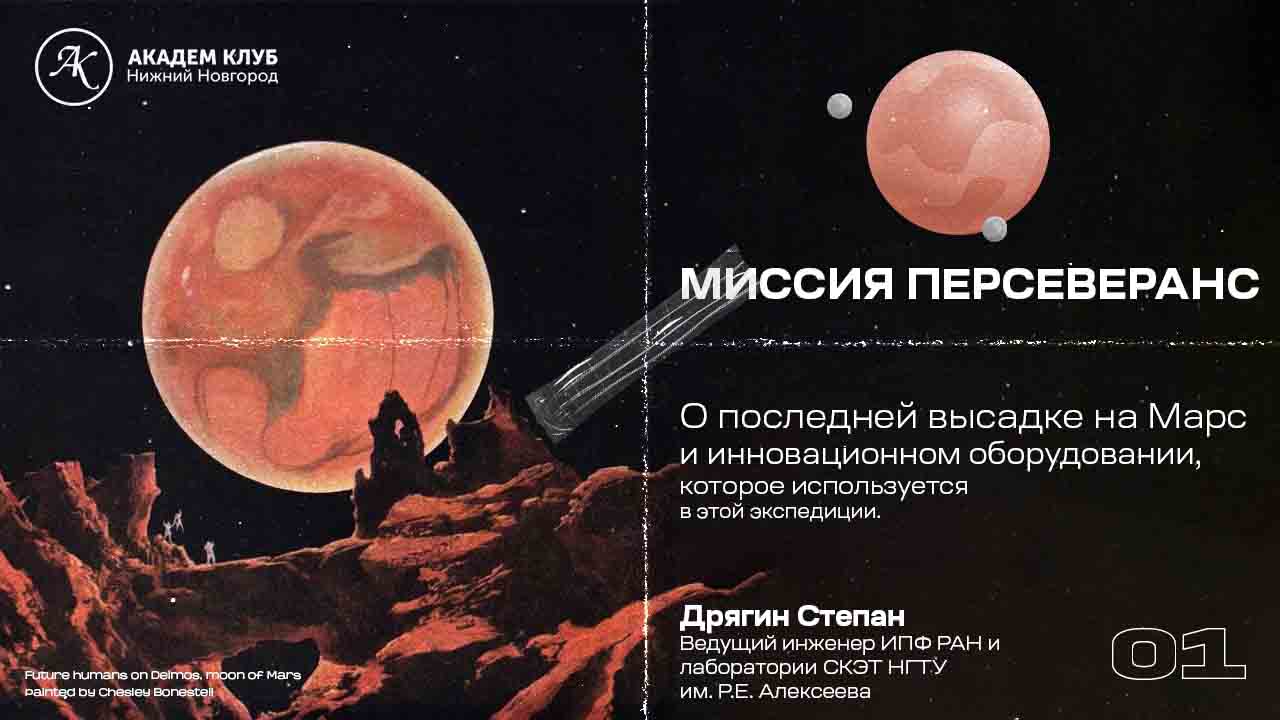 АК
АКАДЕМ КЛУБ
Нижний Новгород
МИССИЯ ПЕРСЕВЕРАНС
О последней высадке на Марс
и инновационном оборудовании,
которое используется
в этой экспедиции.
Дрягин Степан
Ведущий инженер ИПФ РАН и
лаборатории СКЭТ НГТУ
им. Р.Е. Алексеева
01
Future humans on Deimos, moon of Mars
painted by Chesley Bonestell